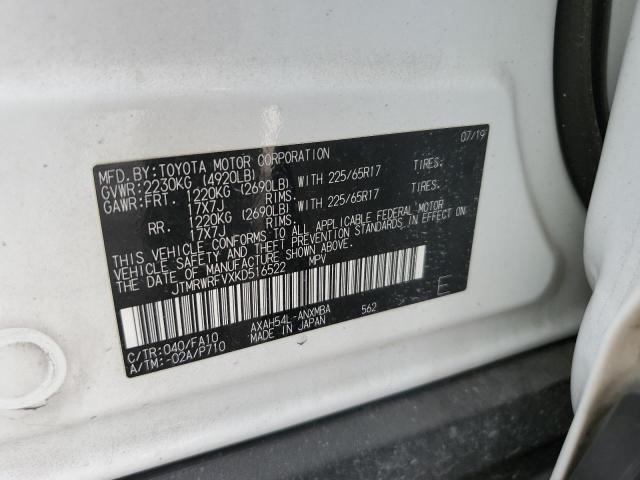 MFD.BY:TOYOTA MOTOR CORPORATION 07/19
GVWR:2230KG (4920LB)
GAWR:FRT. 1220KG (2690LB) WITH 225/65R17 TIRES.
17X7J RIMS.
RR. 1220KG (2690LB) WITH 225/65R17 TIRES.
17X7J RIMS.
THIS VEHICLE CONFORMS TO ALL APPLICABLE FEDERAL MOTOR
VEHICLE SAFETY AND THEFT PREVENTION STANDARDS IN EFFECT ON
THE DATE OF MANUFACTURE SHOWN ABOVE.
JTMRWRFVXKD516522 MPV
E
C/TR:040/FA10 AXAH54L-ANXMBA 562
A/TM:-02A/P710 MADE IN JAPAN